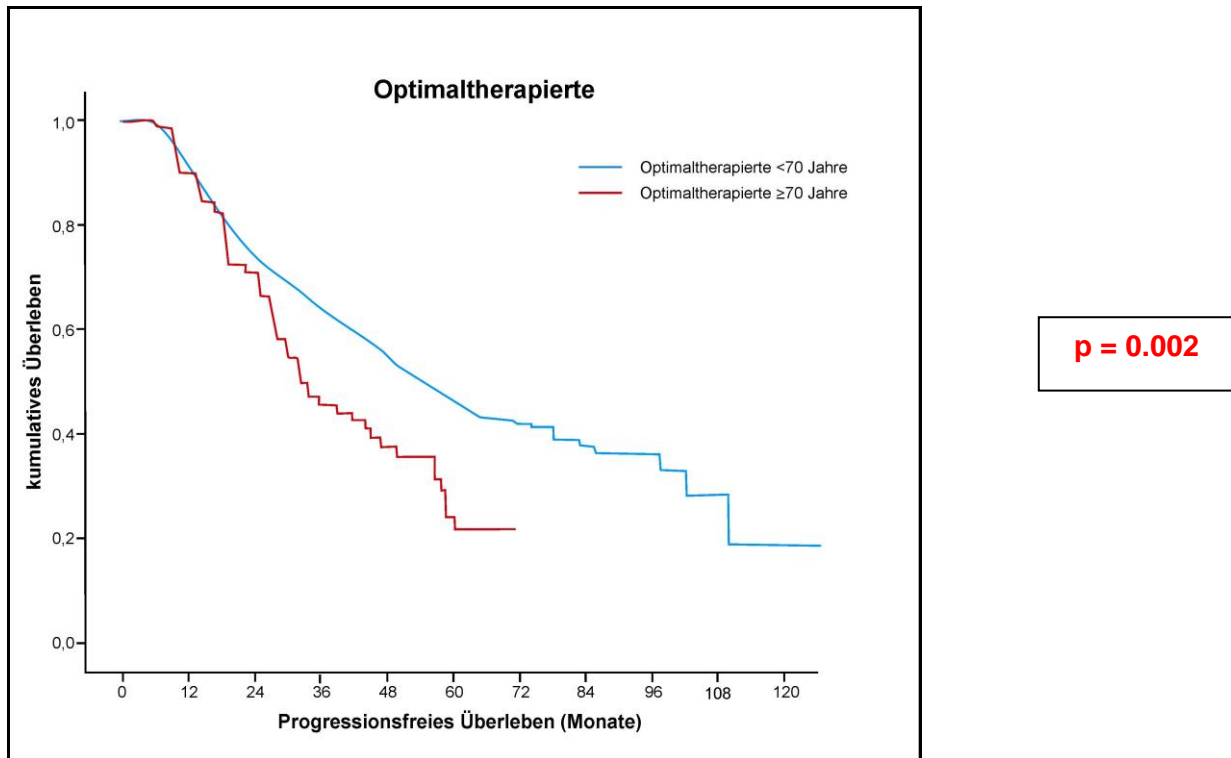 Optimaltherapierte
Optimaltherapierte <70 Jahre
Optimaltherapierte ≥70 Jahre
kumulatives Überleben
1,0
0,8
0,6
0,4
0,2
0,0
0 12 24 36 48 60 72 84 96 108 120
Progressionsfreies Überleben (Monate)
p = 0.002